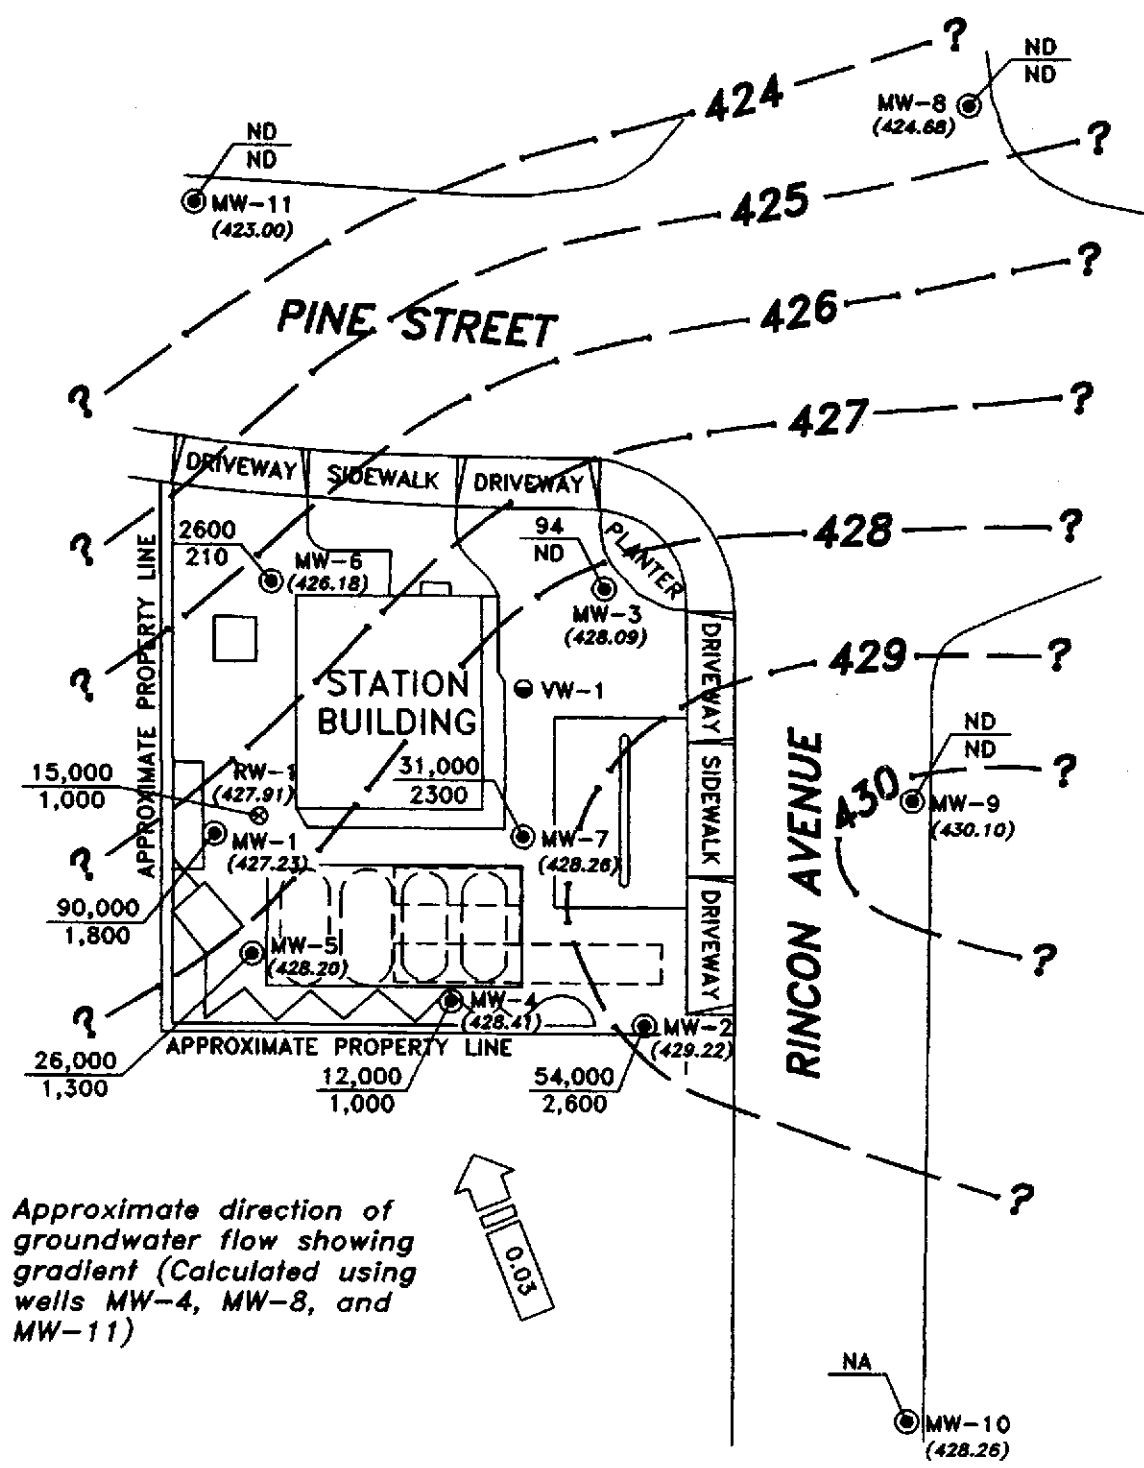 ?
424
ND
ND
MW-8
(424.68)
?
ND
ND
MW-11
(423.00)
425
?
426
PINE STREET
?
427
?
DRIVEWAY
SIDEWALK
DRIVEWAY
?
2600
210
MW-6
(426.18)
94
ND
PLANTER
MW-3
(428.09)
428
?
APPROXIMATE PROPERTY LINE
?
STATION
BUILDING
VW-1
DRIVEWAY
429
?
15,000
1,000
RW-1
(427.91)
31,000
2300
SIDEWALK
RINCON AVENUE
430
ND
ND
MW-9
(430.10)
?
?
MW-1
(427.23)
MW-7
(428.26)
90,000
1,800
DRIVEWAY
MW-5
(428.20)
?
?
MW-4
(428.41)
MW-2
(429.22)
APPROXIMATE PROPERTY LINE
26,000
1,300
12,000
1,000
54,000
2,600
?
Approximate direction of
groundwater flow showing
gradient (Calculated using
wells MW-4, MW-8, and
MW-11)
0.03
NA
MW-10
(428.26)